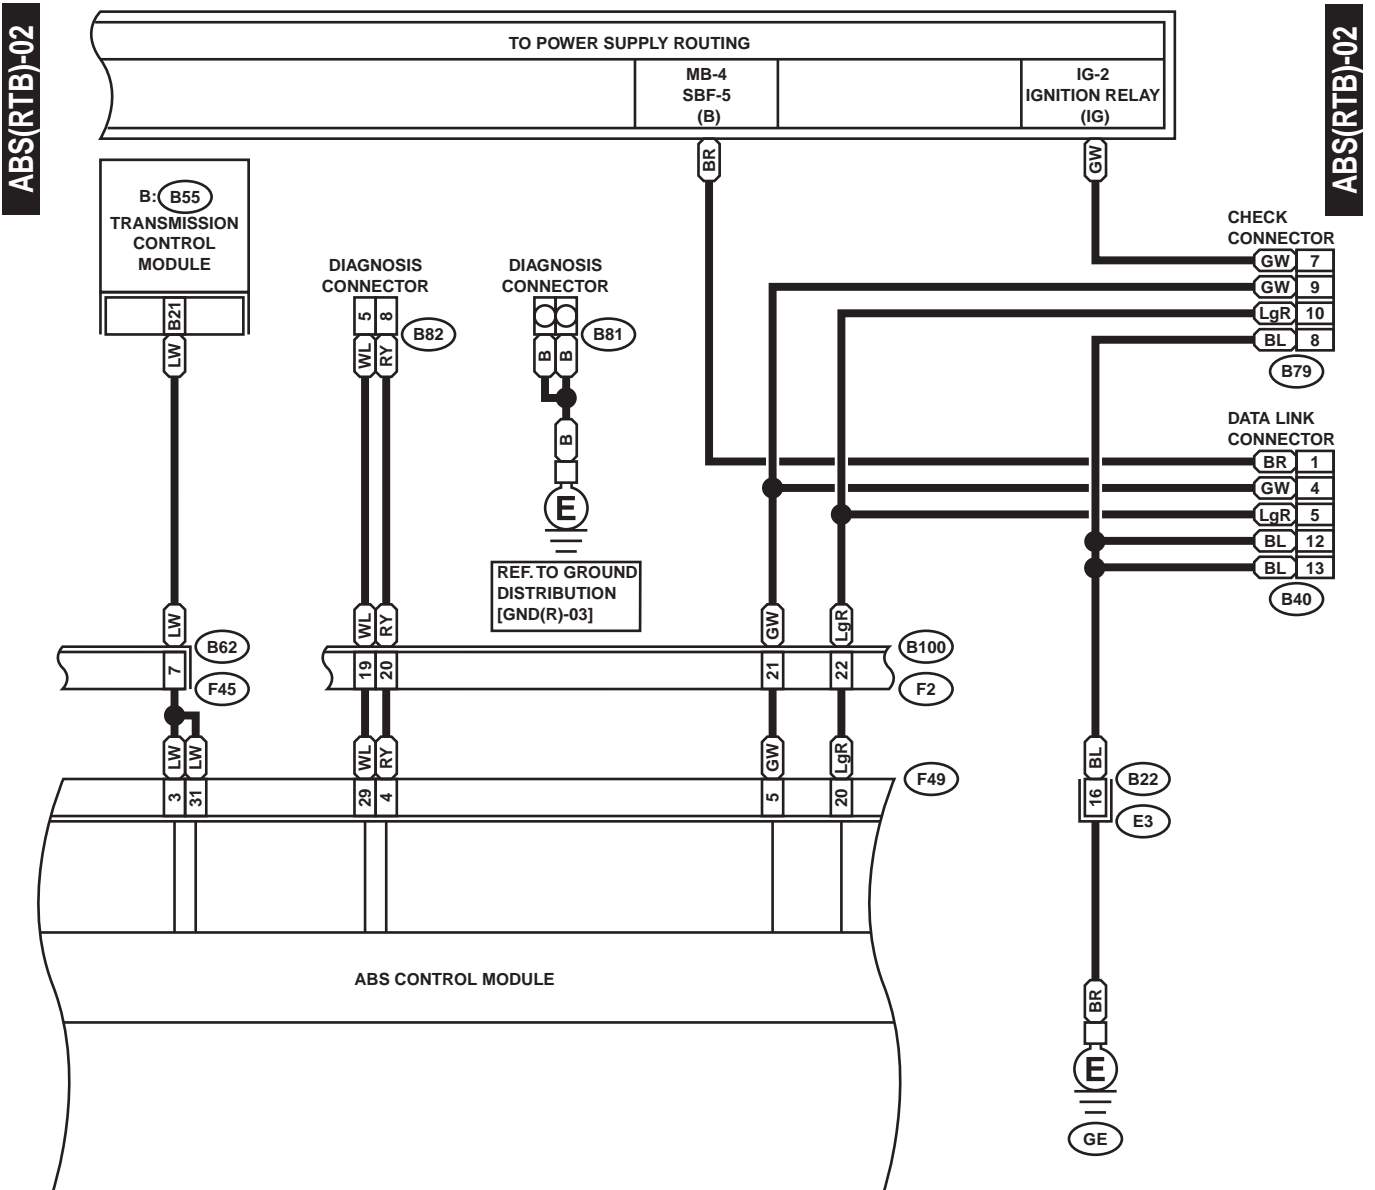 ABS(RTB)-02
ABS(RTB)-02
TO POWER SUPPLY ROUTING
MB-4
SBF-5
(B)
IG-2
IGNITION RELAY
(IG)
BR
GW
B: B55
TRANSMISSION
CONTROL
MODULE
B21
LW
DIAGNOSIS
CONNECTOR
5 8
B82
WL RY
DIAGNOSIS
CONNECTOR
B81
B B
B
E
REF. TO GROUND
DISTRIBUTION
[GND(R)-03]
CHECK
CONNECTOR
GW 7
GW 9
LgR 10
BL 8
B79
DATA LINK
CONNECTOR
BR 1
GW 4
LgR 5
BL 12
BL 13
B40
LW
WL RY
GW
LgR
B62
7
F45
19 20
21
22
B100
F2
LW LW
WL RY
GW
LgR
F49
3 31
29 4
5
20
BL
16
B22
E3
ABS CONTROL MODULE
BR
E
GE